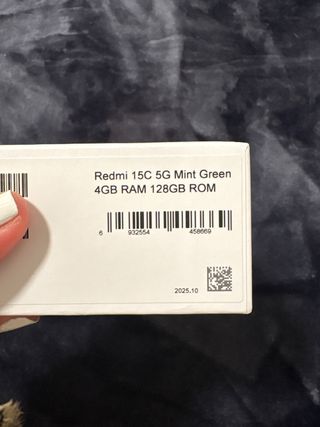 Redmi 15C 5G Mint Green
4GB RAM 128GB ROM
6 932554 458669
2025.10